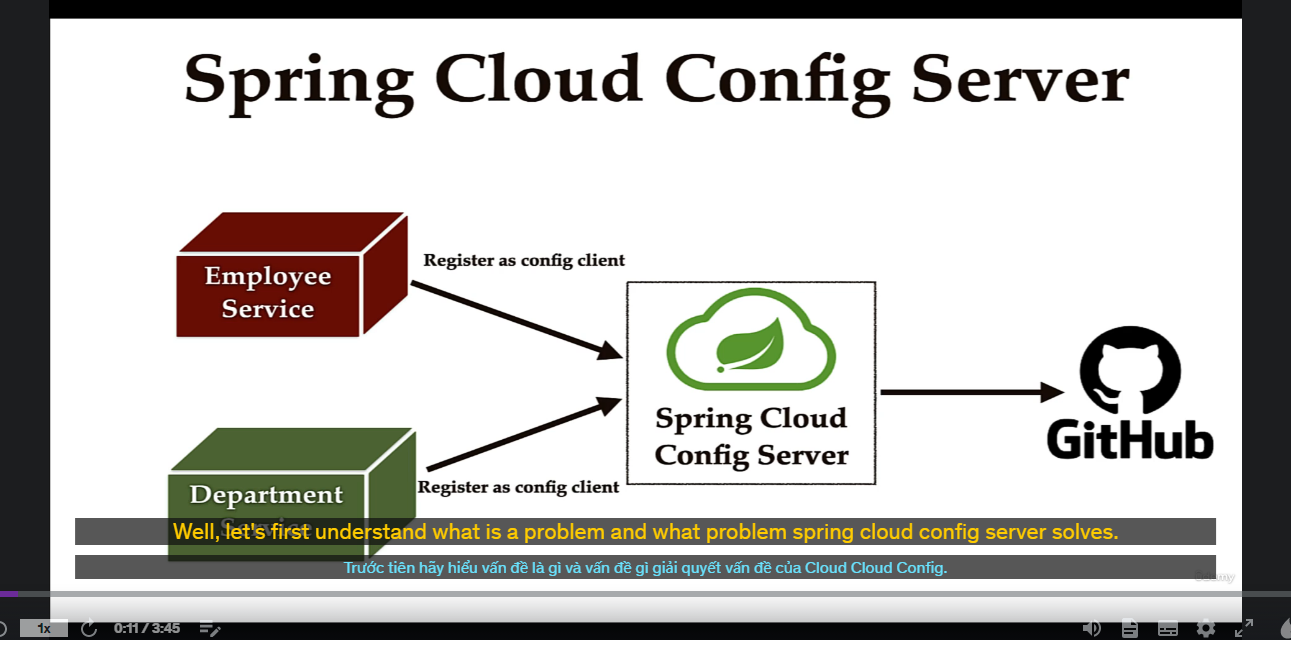 Spring Cloud Config Server
Register as config client
Employee
Service
Spring Cloud
Config Server
GitHub
Register as config client
Department
Service
Well, let's first understand what is a problem and what problem spring cloud config server solves.
Trước tiên hãy hiểu vấn đề là gì và vấn đề gì giải quyết vấn đề của Cloud Cloud Config.
Udemy
1x
0:11 / 3:45